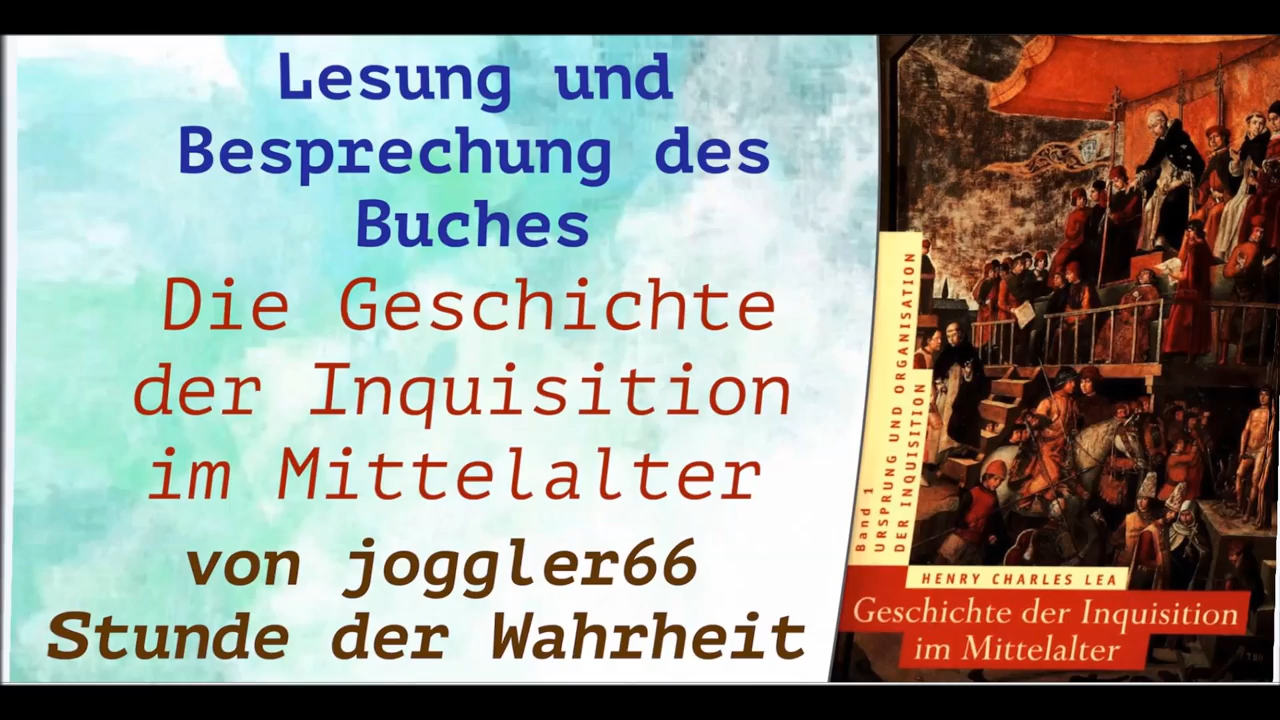 Lesung und
Besprechung des
Buches
Die Geschichte
der Inquisition
im Mittelalter
von joggler66
Stunde der Wahrheit
Band 1
URSPRUNG UND ORGANISATION
DER INQUISITION
HENRY CHARLES LEA
Geschichte der Inquisition
im Mittelalter